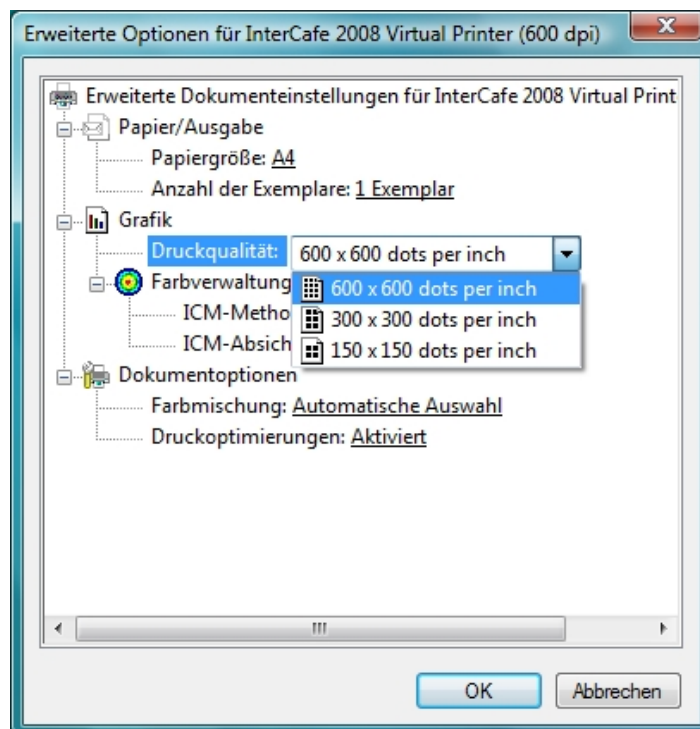 Erweiterte Optionen für InterCafe 2008 Virtual Printer (600 dpi)
Erweiterte Dokumenteinstellungen für InterCafe 2008 Virtual Print
Papier/Ausgabe
Papiergröße: A4
Anzahl der Exemplare: 1 Exemplar
Grafik
Druckqualität: 600 x 600 dots per inch
Farbverwaltung
600 x 600 dots per inch
ICM-Metho
300 x 300 dots per inch
ICM-Absich
150 x 150 dots per inch
Dokumentoptionen
Farbmischung: Automatische Auswahl
Druckoptimierungen: Aktiviert
OK
Abbrechen